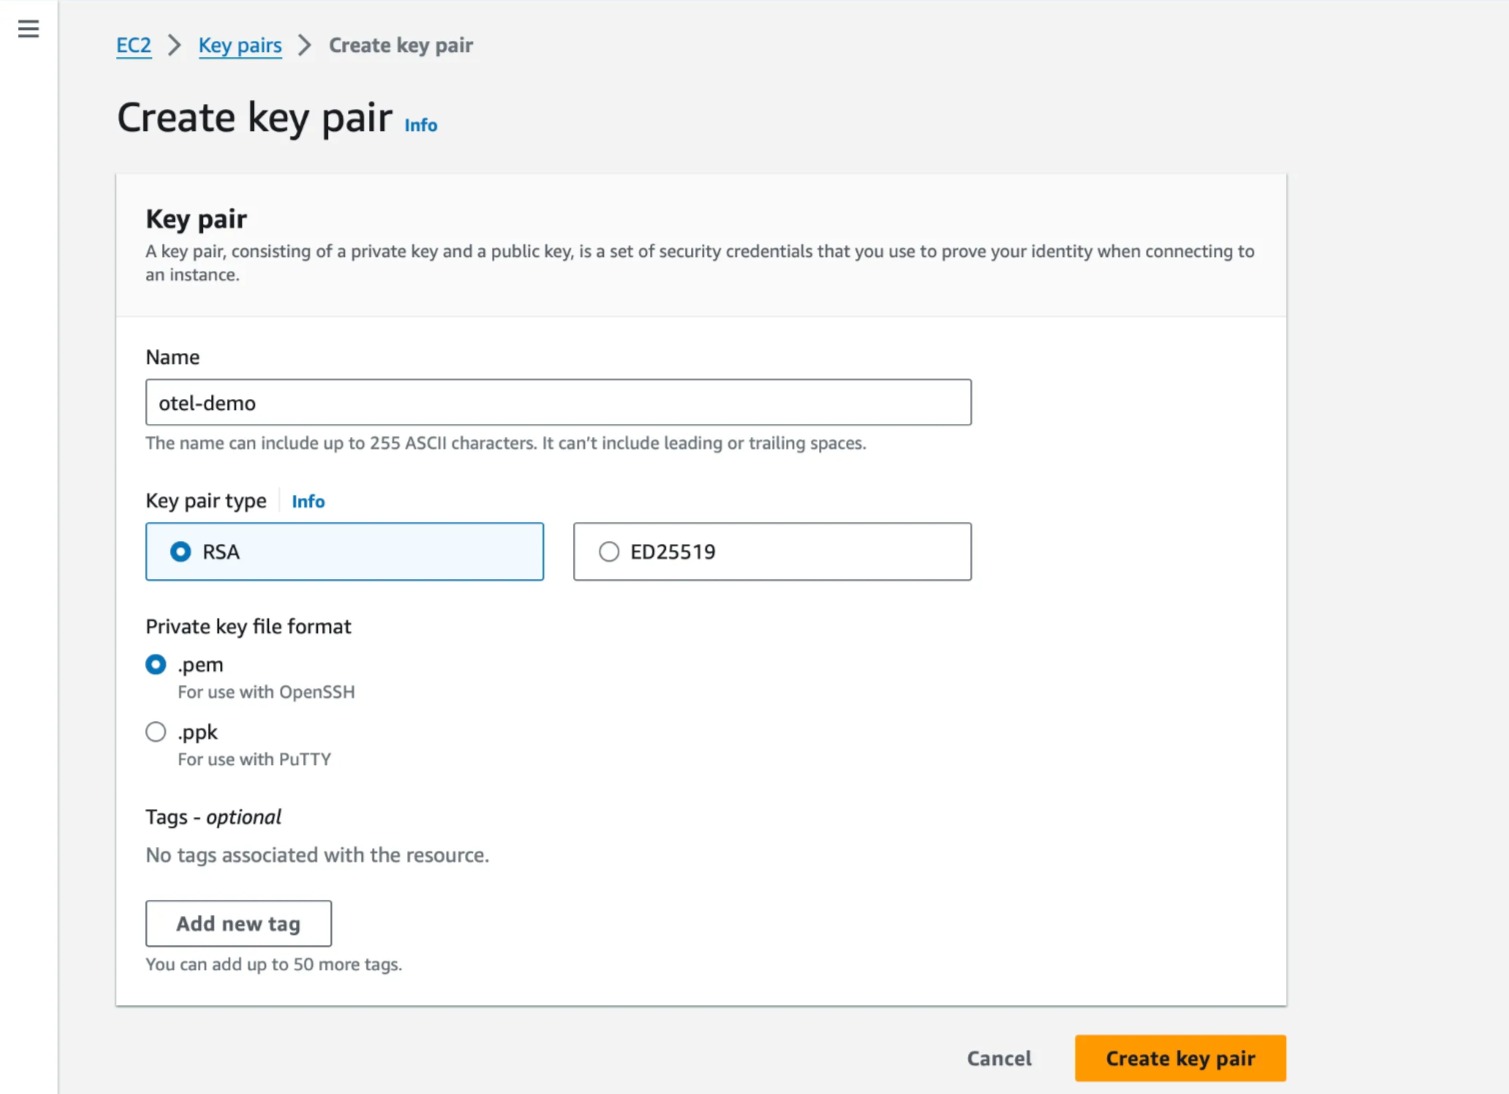 EC2 > Key pairs > Create key pair
Create key pair Info
Key pair
A key pair, consisting of a private key and a public key, is a set of security credentials that you use to prove your identity when connecting to
an instance.
Name
otel-demo
The name can include up to 255 ASCII characters. It can't include leading or trailing spaces.
Key pair type Info
RSA ED25519
Private key file format
.pem
For use with OpenSSH
.ppk
For use with PuTTY
Tags - optional
No tags associated with the resource.
Add new tag
You can add up to 50 more tags.
Cancel Create key pair